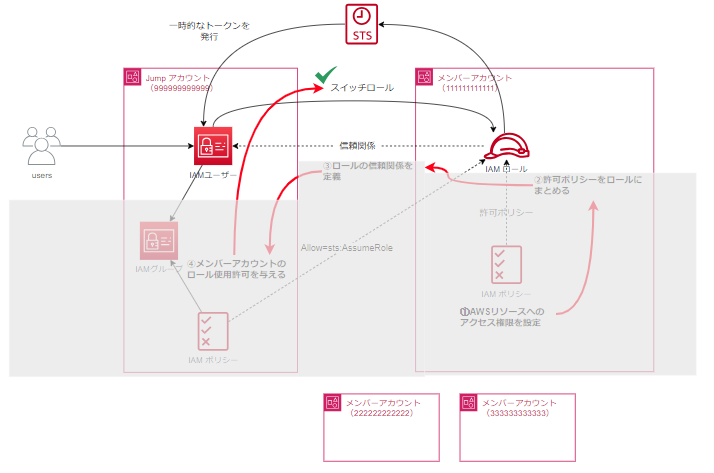 一時的なトークンを
発行
STS
Jump アカウント
（999999999999）
メンバーアカウント
（111111111111）
スイッチロール
users
IAMユーザー
信頼関係
IAM ロール
③ロールの信頼関係を
定義
②許可ポリシーをロールに
まとめる
許可ポリシー
IAMグループ
④メンバーアカウントの
ロール使用許可を与える
Allow=sts:AssumeRole
IAM ポリシー
①AWSリソースへの
アクセス権限を設定
IAM ポリシー
メンバーアカウント
（222222222222）
メンバーアカウント
（333333333333）